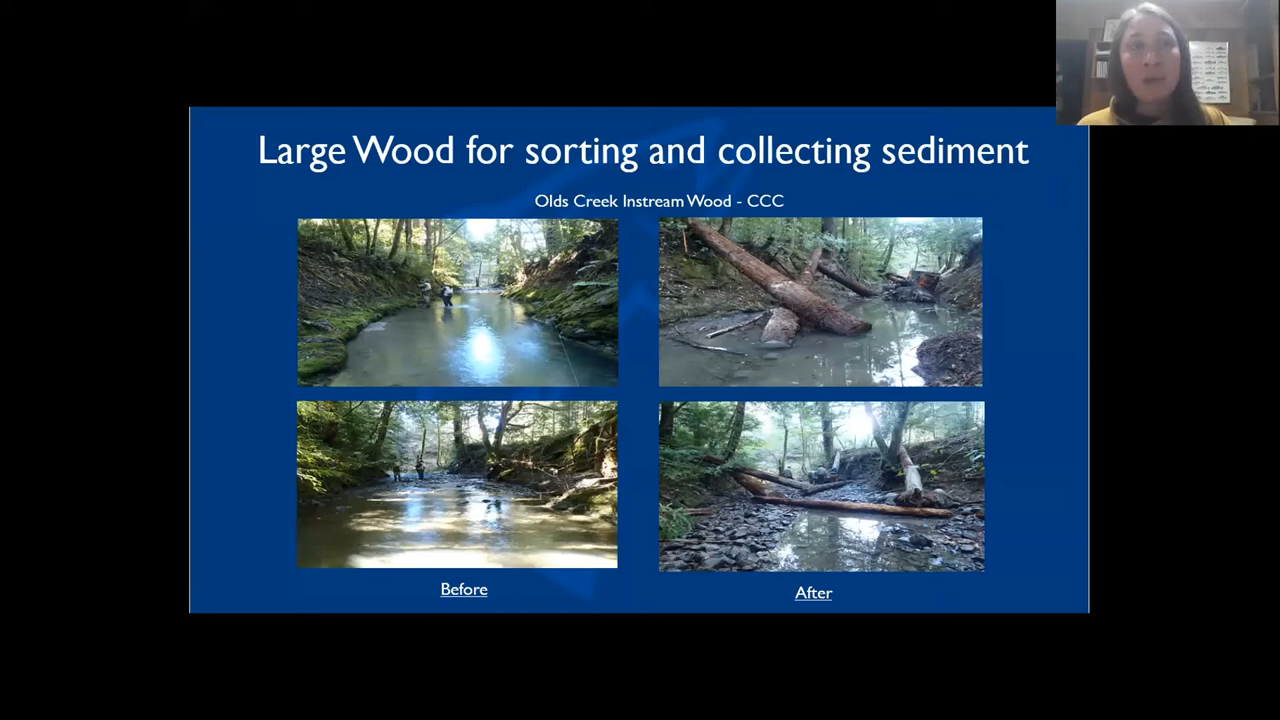 Large Wood for sorting and collecting sediment
Olds Creek Instream Wood - CCC
Before
After